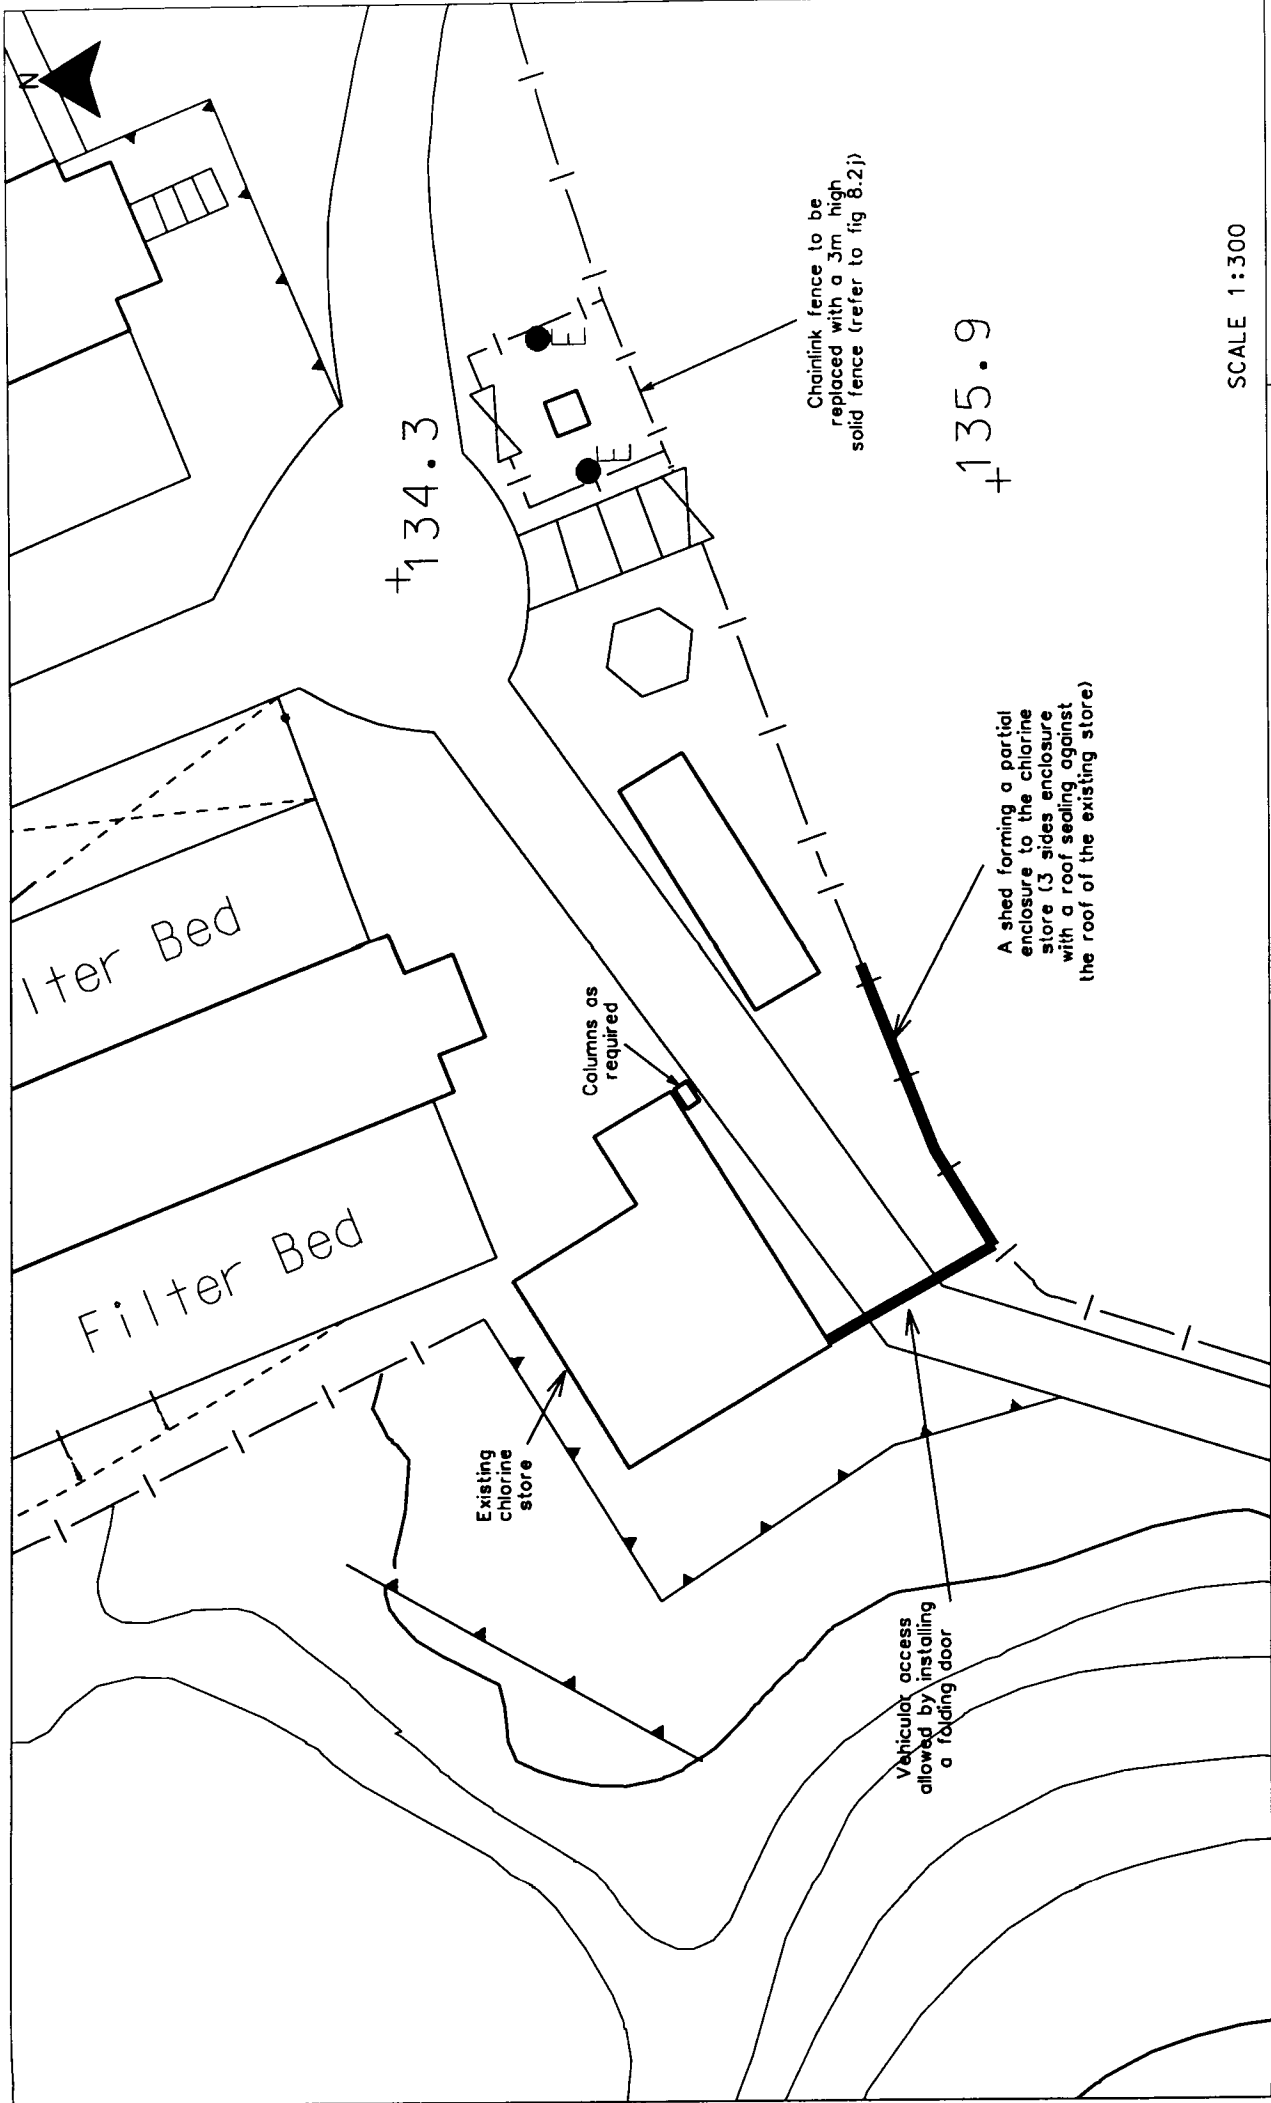 N
lter Bed
Filter Bed
+134.3
E
E
Chainlink fence to be
replaced with a 3m high
solid fence (refer to fig 8.2j)
+135.9
Columns as
required
Existing
chlorine
store
A shed forming a partial
enclosure to the chlorine
store (3 sides enclosure
with a roof sealing against
the roof of the existing store)
Vehicular access
allowed by installing
a folding door
SCALE 1:300